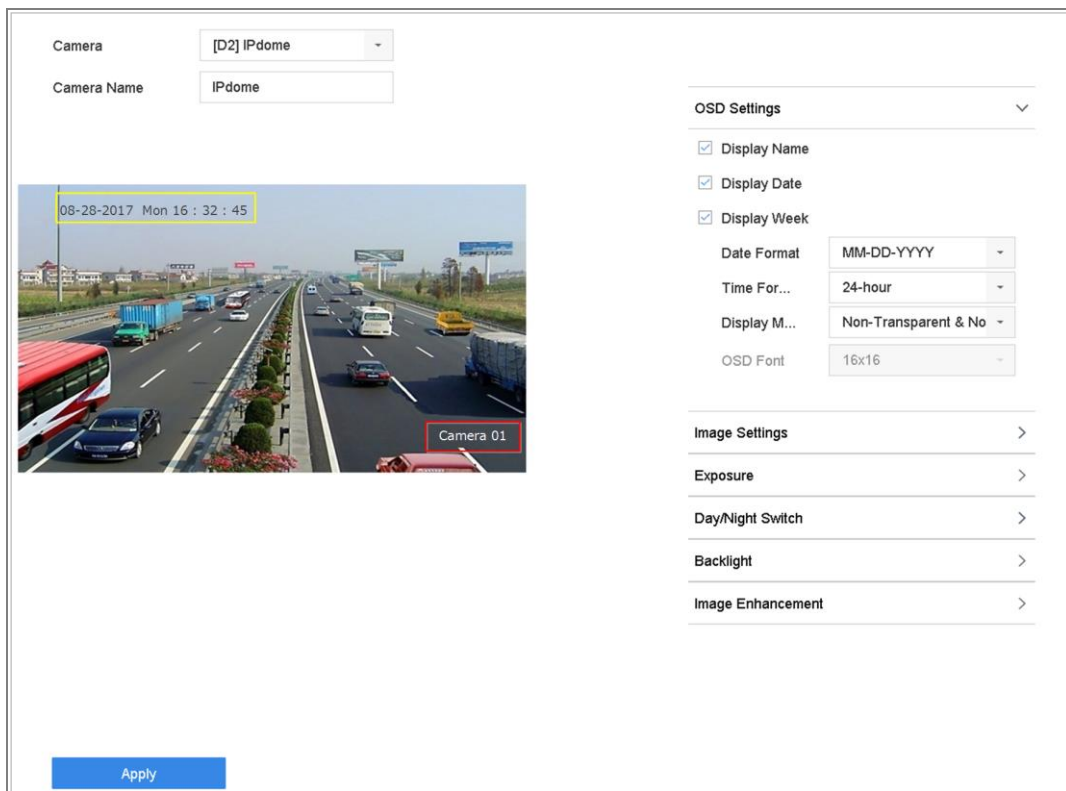 Camera
[D2] IPdome
Camera Name
IPdome
08-28-2017 Mon 16 : 32 : 45
Camera 01
OSD Settings
Display Name
Display Date
Display Week
Date Format
MM-DD-YYYY
Time For...
24-hour
Display M...
Non-Transparent & No
OSD Font
16x16
Image Settings
Exposure
Day/Night Switch
Backlight
Image Enhancement
Apply